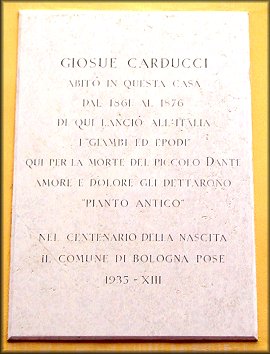 GIOSUE CARDUCCI
ABITÒ IN QUESTA CASA
DAL 1861 AL 1876
DI QUI LANCIÒ ALL'ITALIA
I "GIAMBI ED EPODI"
QUI PER LA MORTE DEL PICCOLO DANTE
AMORE E DOLORE GLI DETTARONO
"PIANTO ANTICO"
NEL CENTENARIO DELLA NASCITA
IL COMUNE DI BOLOGNA POSE
1935 - XIII